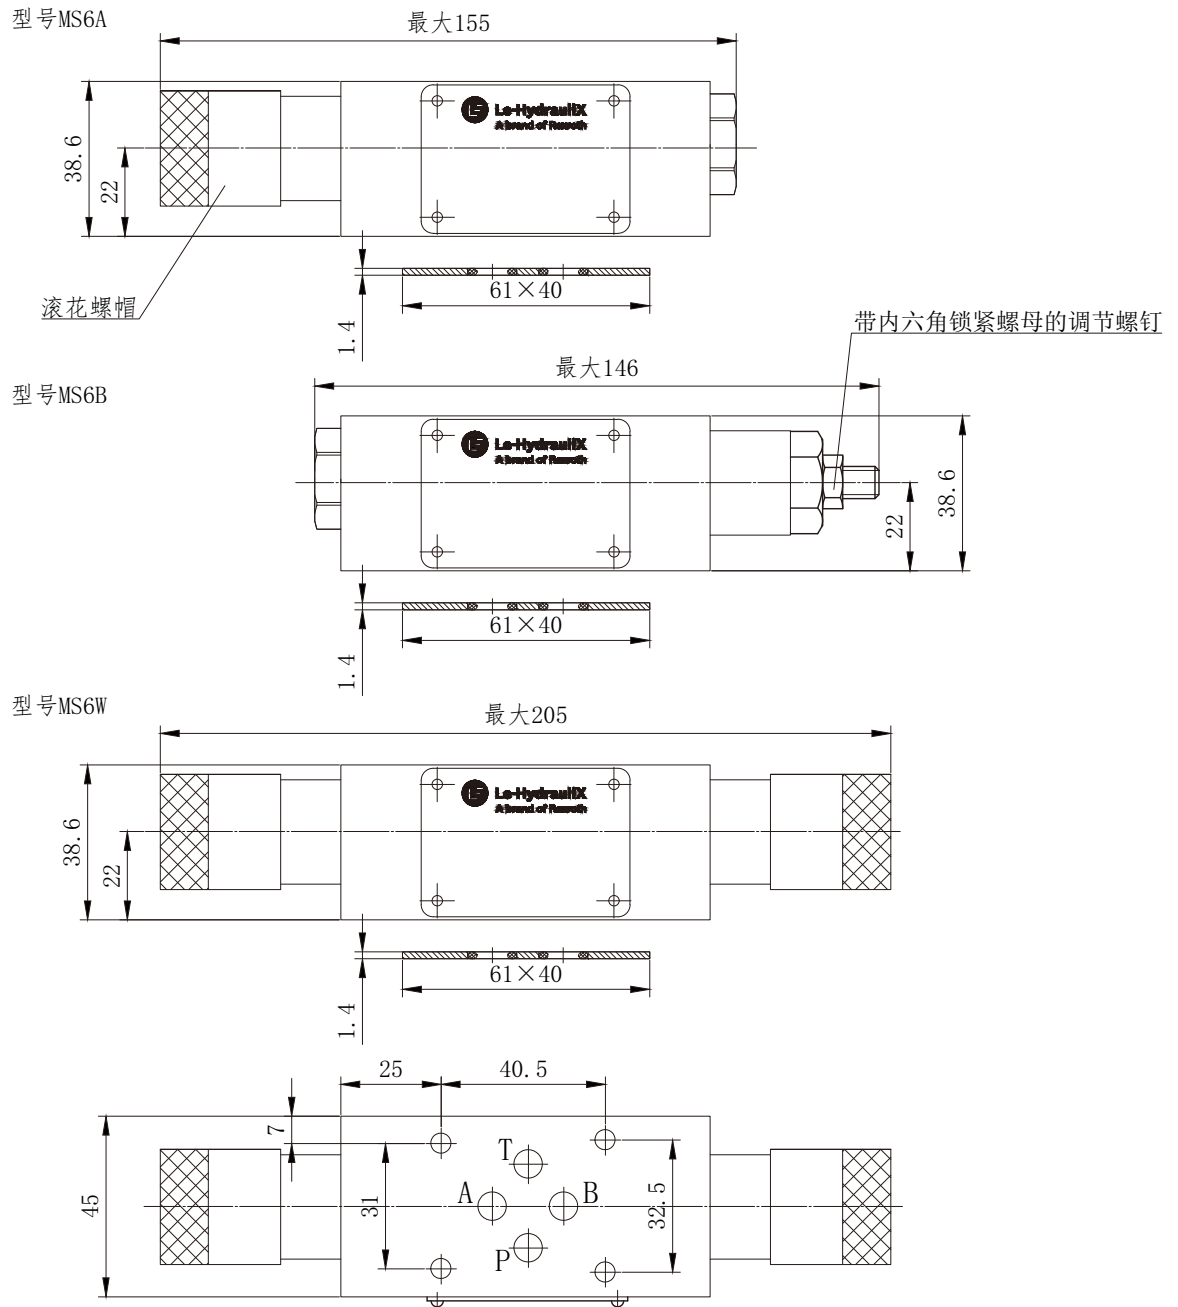 型号MS6A
最大155
Le-HydrauliX
A brand of Rexroth
38.6
22
滚花螺帽
61×40
1.4
带内六角锁紧螺母的调节螺钉
型号MS6B
最大146
Le-HydrauliX
A brand of Rexroth
38.6
22
61×40
1.4
型号MS6W
最大205
Le-HydrauliX
A brand of Rexroth
38.6
22
61×40
1.4
25
40.5
7
T
A
B
P
45
31
32.5